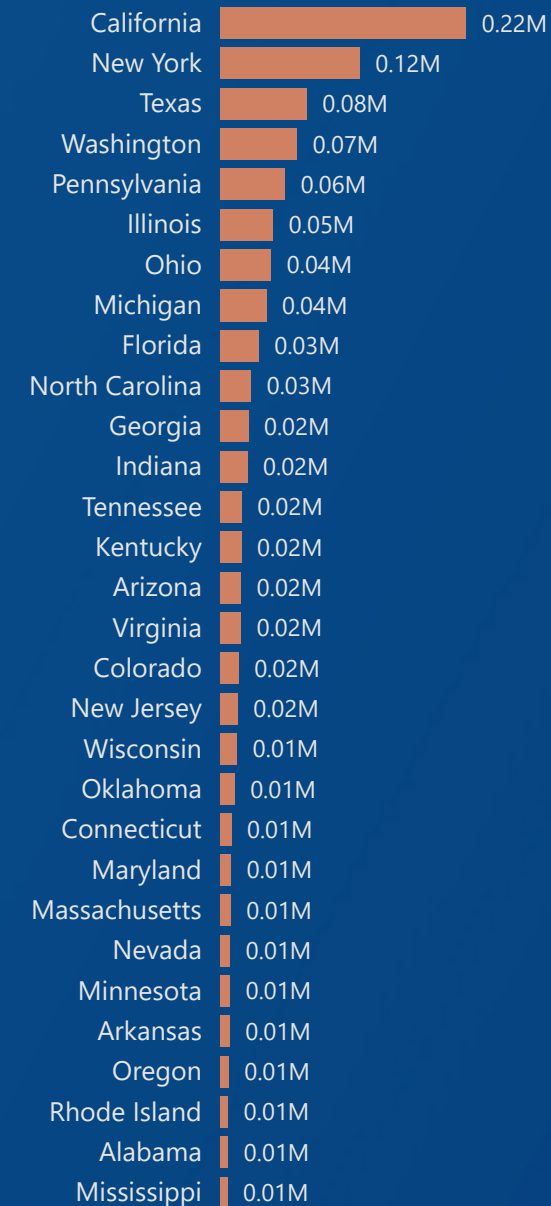 California 0.22M
New York 0.12M
Texas 0.08M
Washington 0.07M
Pennsylvania 0.06M
Illinois 0.05M
Ohio 0.04M
Michigan 0.04M
Florida 0.03M
North Carolina 0.03M
Georgia 0.02M
Indiana 0.02M
Tennessee 0.02M
Kentucky 0.02M
Arizona 0.02M
Virginia 0.02M
Colorado 0.02M
New Jersey 0.02M
Wisconsin 0.01M
Oklahoma 0.01M
Connecticut 0.01M
Maryland 0.01M
Massachusetts 0.01M
Nevada 0.01M
Minnesota 0.01M
Arkansas 0.01M
Oregon 0.01M
Rhode Island 0.01M
Alabama 0.01M
Mississippi 0.01M